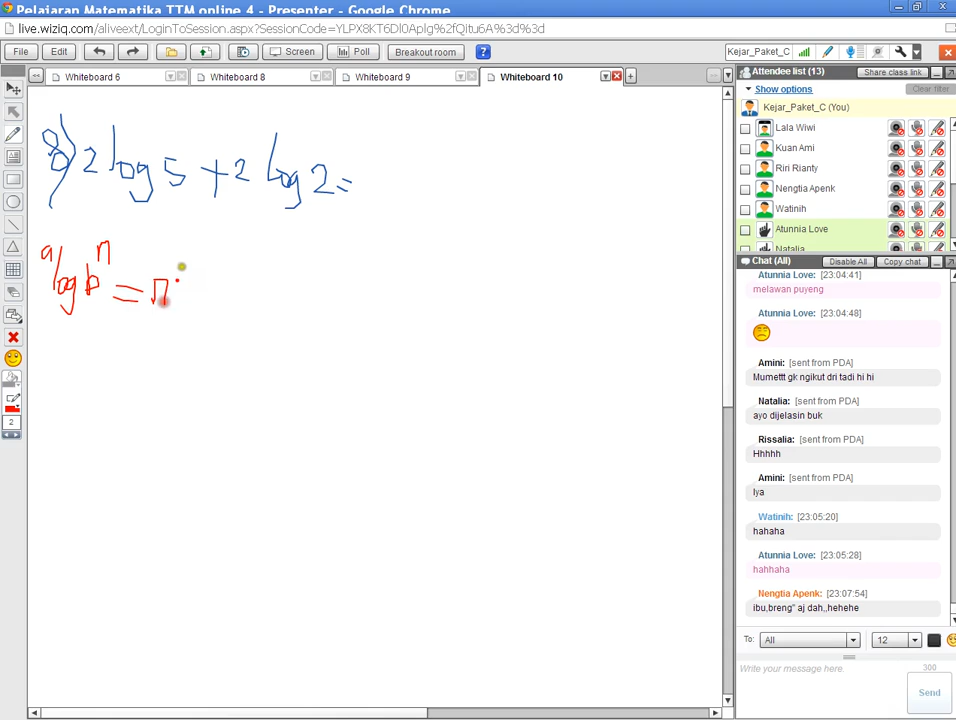 Pelajaran Matematika TTM online 4 - Presenter - Google Chrome
live.wiziq.com/aliveext/LoginToSession.aspx?SessionCode=YLPX8KT6Dl0Aplg%2fQitu6A%3d%3d
File Edit Screen Poll Breakout room ? Kejar_Paket_C
<< Whiteboard 6 Whiteboard 8 Whiteboard 9 Whiteboard 10
8) 2 log 5 + 2 log 2 =
a log b n = n .
2
Attendee list (13) Share class link
Show options Clear filter
Kejar_Paket_C (You)
Lala Wiwi
Kuan Ami
Riri Rianty
Nengtia Apenk
Watinih
Atunnia Love
Natalia
Chat (All) Disable All Copy chat
Atunnia Love: [23:04:41]
melawan puyeng
Atunnia Love: [23:04:48]
Amini: [sent from PDA]
Mumettt gk ngikut dri tadi hi hi
Natalia: [sent from PDA]
ayo dijelasin buk
Rissalia: [sent from PDA]
Hhhhh
Amini: [sent from PDA]
Iya
Watinih: [23:05:20]
hahaha
Atunnia Love: [23:05:28]
hahhaha
Nengtia Apenk: [23:07:54]
ibu,breng" aj dah,,hehehe
To: All 12
Write your message here. 300
Send